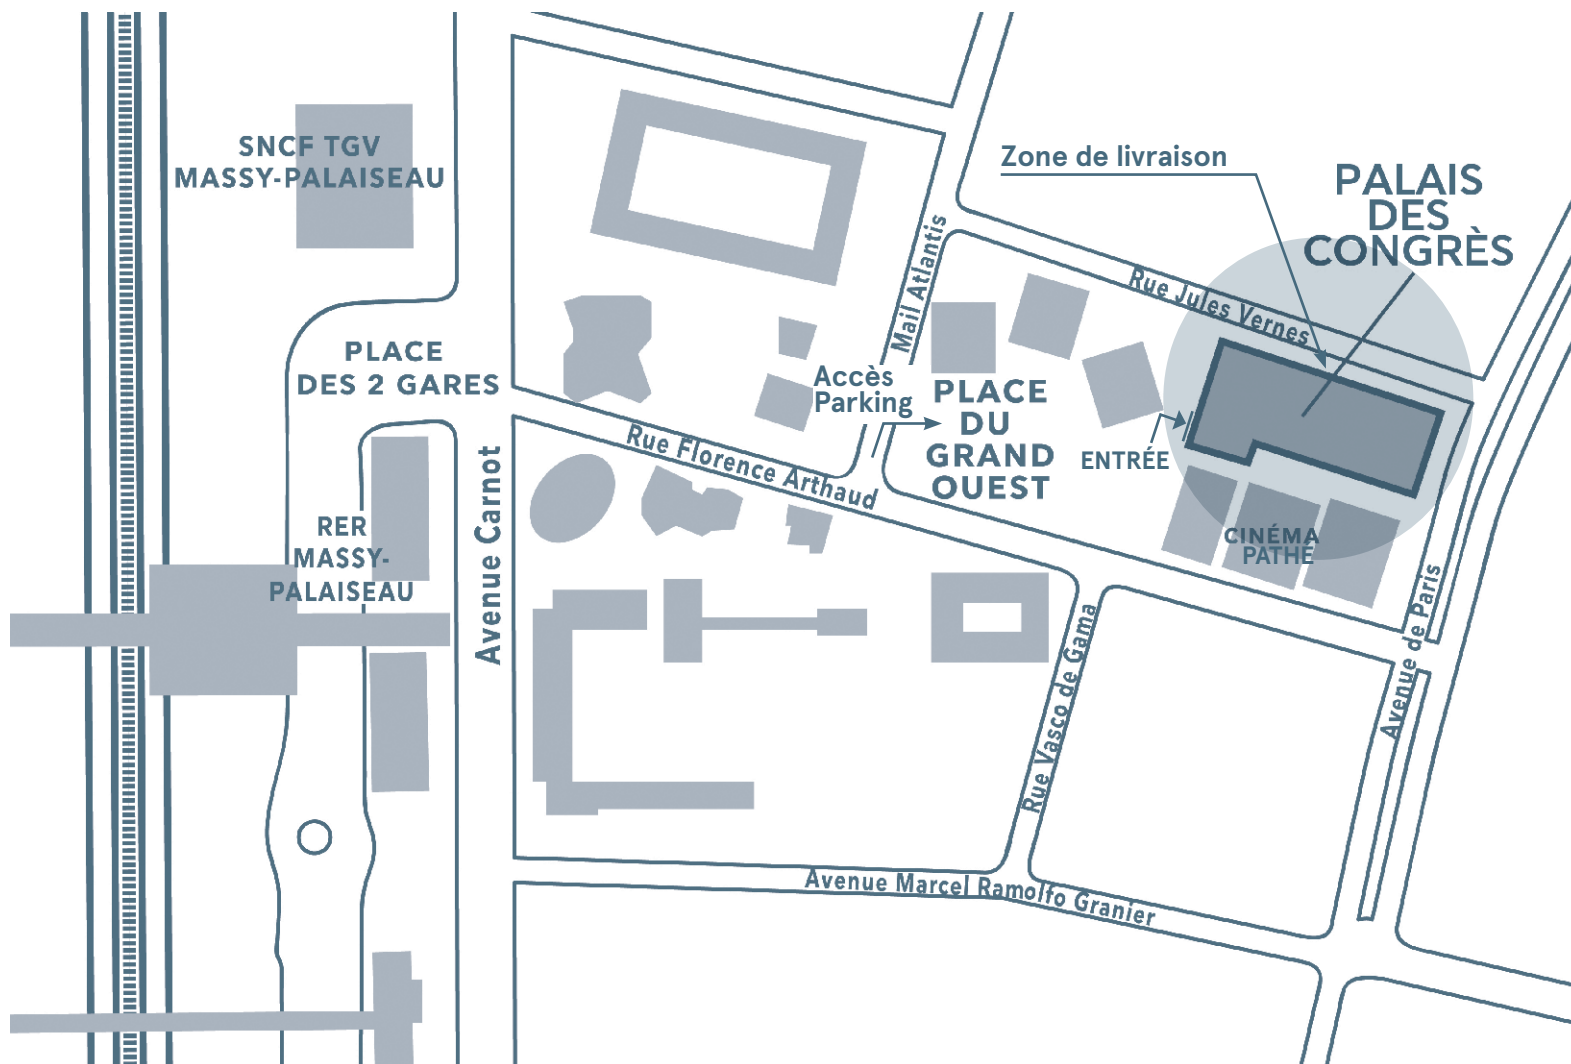 SNCF TGV
MASSY-PALAISEAU
Zone de livraison
PALAIS
DES
CONGRÈS
Mail Atlantis
Rue Jules Vernes
PLACE
DES 2 GARES
Accès
Parking
PLACE
DU
GRAND
OUEST
ENTRÉE
Rue Florence Arthaud
Avenue Carnot
RER
MASSY-
PALAISEAU
CINÉMA
PATHÉ
Avenue de Paris
Rue Vasco de Gama
Avenue Marcel Ramolfo Granier